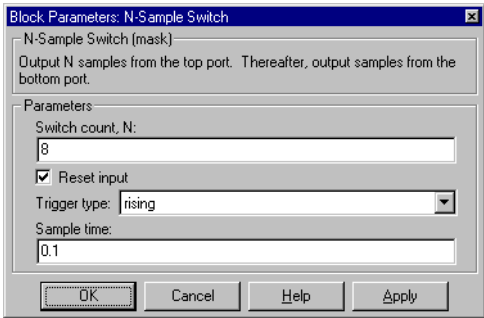 Block Parameters: N-Sample Switch
N-Sample Switch (mask)
Output N samples from the top port.  Thereafter, output samples from the
bottom port.
Parameters
Switch count, N:
8
Reset input
Trigger type: rising
Sample time:
0.1
OK Cancel Help Apply